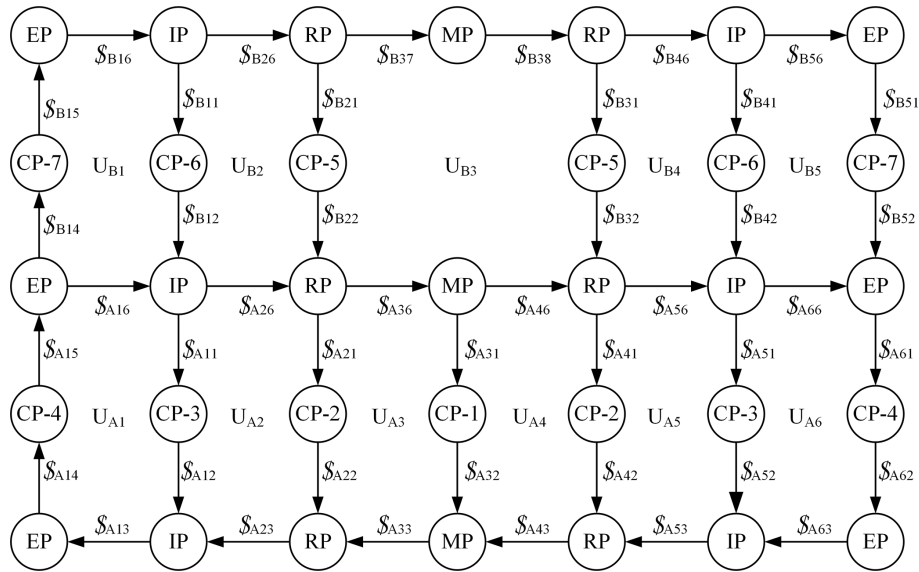 EP IP RP MP RP IP EP
$B16 $B26 $B37 $B38 $B46 $B56
$B15 $B11 $B21 $B31 $B41 $B51
CP-7 UB1 CP-6 UB2 CP-5 UB3 CP-5 UB4 CP-6 UB5 CP-7
$B14 $B12 $B22 $B32 $B42 $B52
EP IP RP MP RP IP EP
$A16 $A26 $A36 $A46 $A56 $A66
$A15 $A11 $A21 $A31 $A41 $A51 $A61
CP-4 UA1 CP-3 UA2 CP-2 UA3 CP-1 UA4 CP-2 UA5 CP-3 UA6 CP-4
$A14 $A12 $A22 $A32 $A42 $A52 $A62
$A13 $A23 $A33 $A43 $A53 $A63
EP IP RP MP RP IP EP